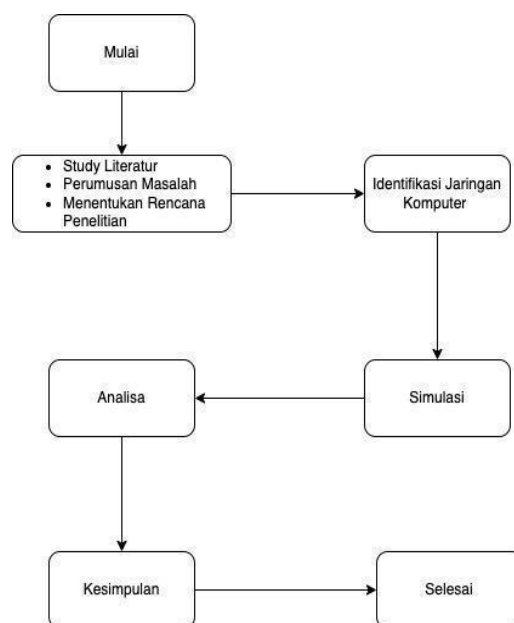 Mulai
• Study Literatur
• Perumusan Masalah
• Menentukan Rencana
Penelitian
Identifikasi Jaringan
Komputer
Simulasi
Analisa
Kesimpulan
Selesai